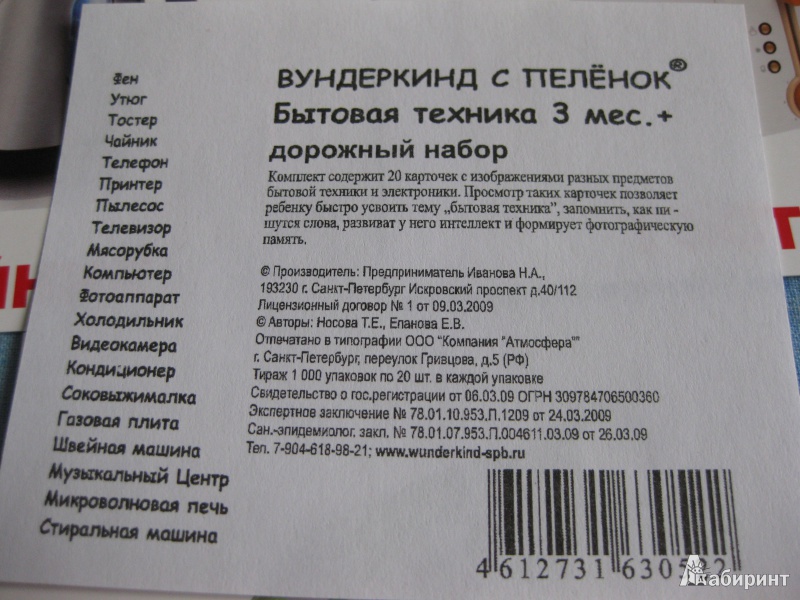 Фен
Утюг
Тостер
Чайник
Телефон
Принтер
Пылесос
Телевизор
Мясорубка
Компьютер
Фотоаппарат
Холодильник
Видеокамера
Кондиционер
Соковыжималка
Газовая плита
Швейная машина
Музыкальный Центр
Микроволновая печь
Стиральная машина
ВУНДЕРКИНД С ПЕЛЁНОК®
Бытовая техника 3 мес.+
дорожный набор
Комплект содержит 20 карточек с изображениями разных предметов
бытовой техники и электроники. Просмотр таких карточек позволяет
ребенку быстро усвоить тему „бытовая техника", запомнить, как пи -
шутся слова, развиват у него интеллект и формирует фотографическую
память.
© Производитель: Предприниматель Иванова Н.А.,
193230 г. Санкт-Петербург Искровский проспект д.40/112
Лицензионный договор № 1 от 09.03.2009
© Авторы: Носова Т.Е., Епанова Е.В.
Отпечатано в типографии ООО "Компания "Атмосфера""
г. Санкт-Петербург, переулок Гривцова, д.5 (РФ)
Тираж 1 000 упаковок по 20 шт. в каждой упаковке
Свидетельство о гос.регистрации от 06.03.09 ОГРН 309784706500360
Экспертное заключение № 78.01.10.953.П.1209 от 24.03.2009
Сан.-эпидемиолог. закл. № 78.01.07.953.П.004611.03.09 от 26.03.09
Тел. 7-904-618-98-21; www.wunderkind-spb.ru
4 612731 630522
Лабиринт